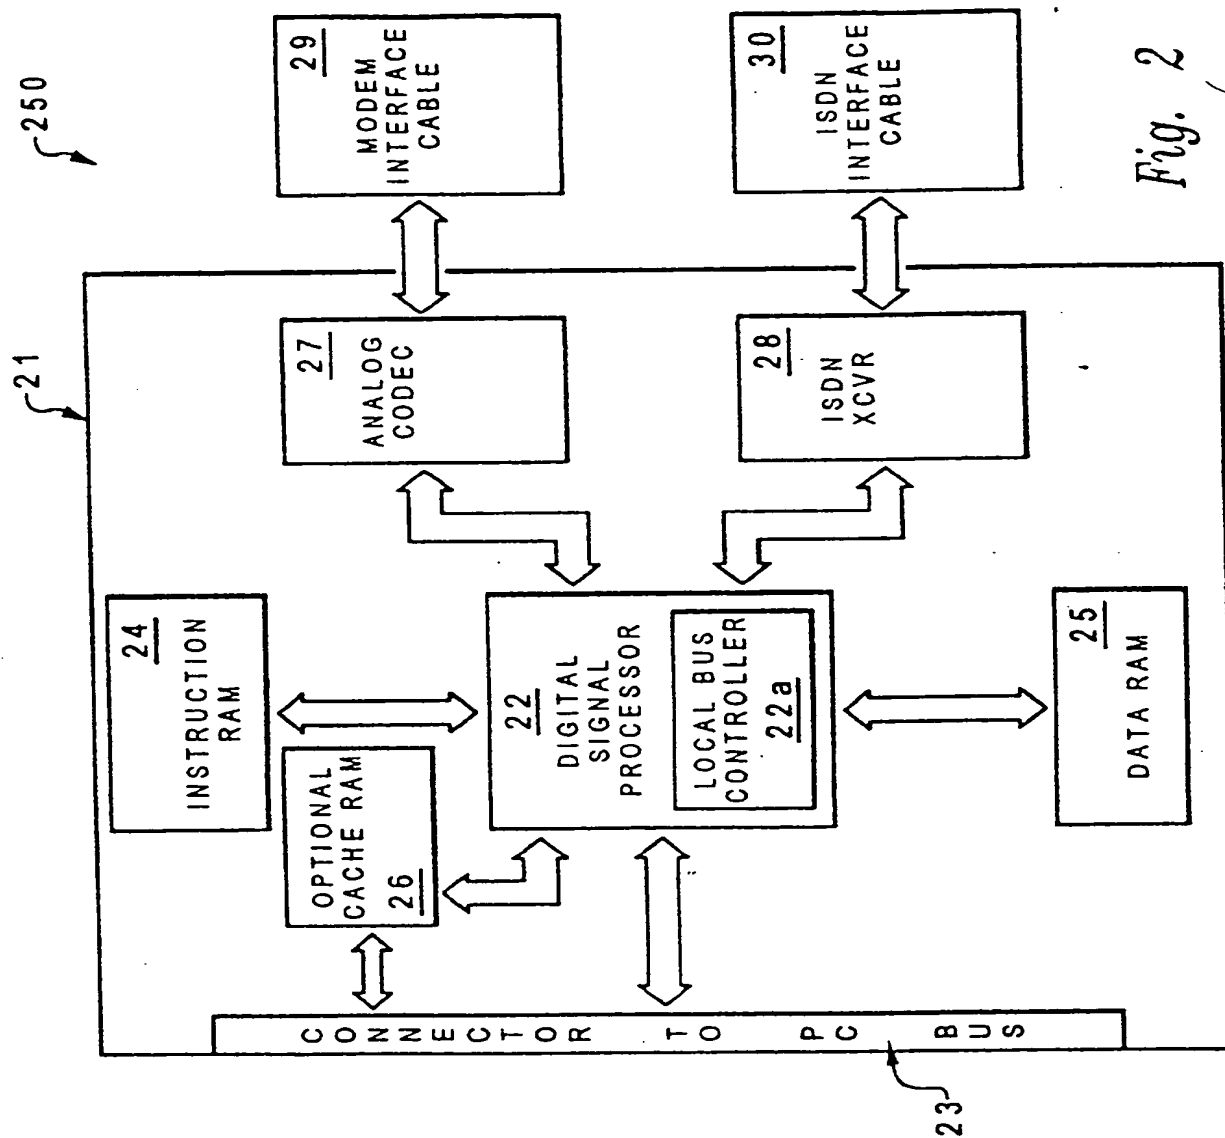 250
21
24
INSTRUCTION
RAM
27
ANALOG
CODEC
29
MODEM
INTERFACE
CABLE
OPTIONAL
CACHE RAM
26
22
DIGITAL
SIGNAL
PROCESSOR
LOCAL BUS
CONTROLLER
22a
28
ISDN
XCVR
30
ISDN
INTERFACE
CABLE
25
DATA RAM
CONNECTOR TO PC BUS
23
Fig. 2